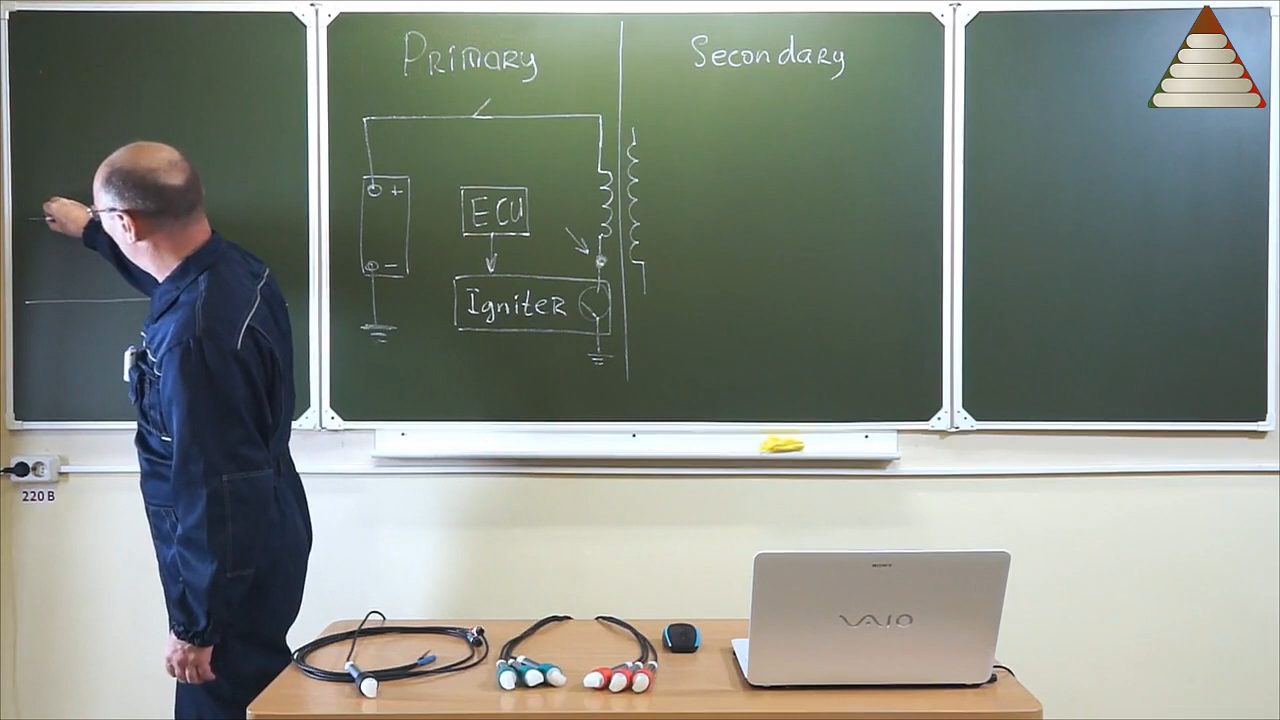 Primary
Secondary
+
ECU
-
Igniter
220 В
SONY
VAIO